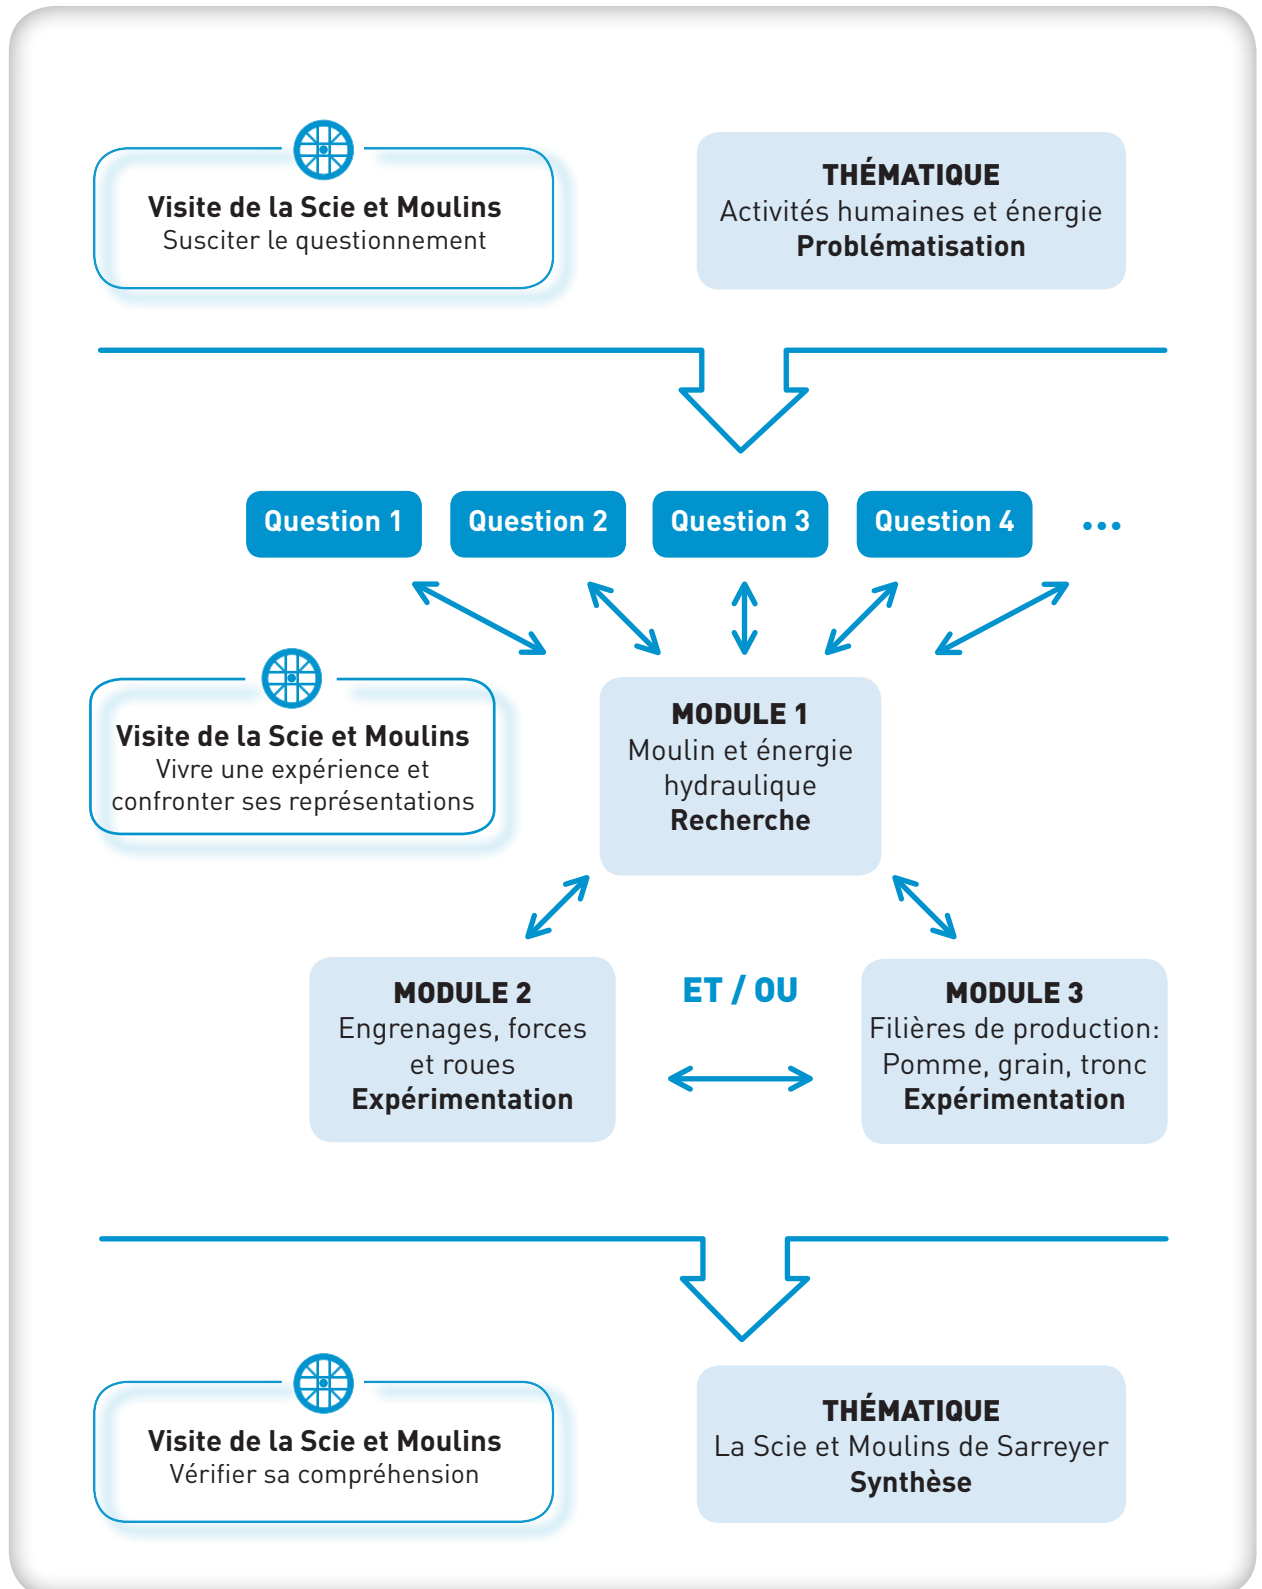 Visite de la Scie et Moulins
Susciter le questionnement
THÉMATIQUE
Activités humaines et énergie
Problématisation
Question 1
Question 2
Question 3
Question 4
...
Visite de la Scie et Moulins
Vivre une expérience et
confronter ses représentations
MODULE 1
Moulin et énergie
hydraulique
Recherche
MODULE 2
Engrenages, forces
et roues
Expérimentation
ET / OU
MODULE 3
Filières de production:
Pomme, grain, tronc
Expérimentation
Visite de la Scie et Moulins
Vérifier sa compréhension
THÉMATIQUE
La Scie et Moulins de Sarreyer
Synthèse